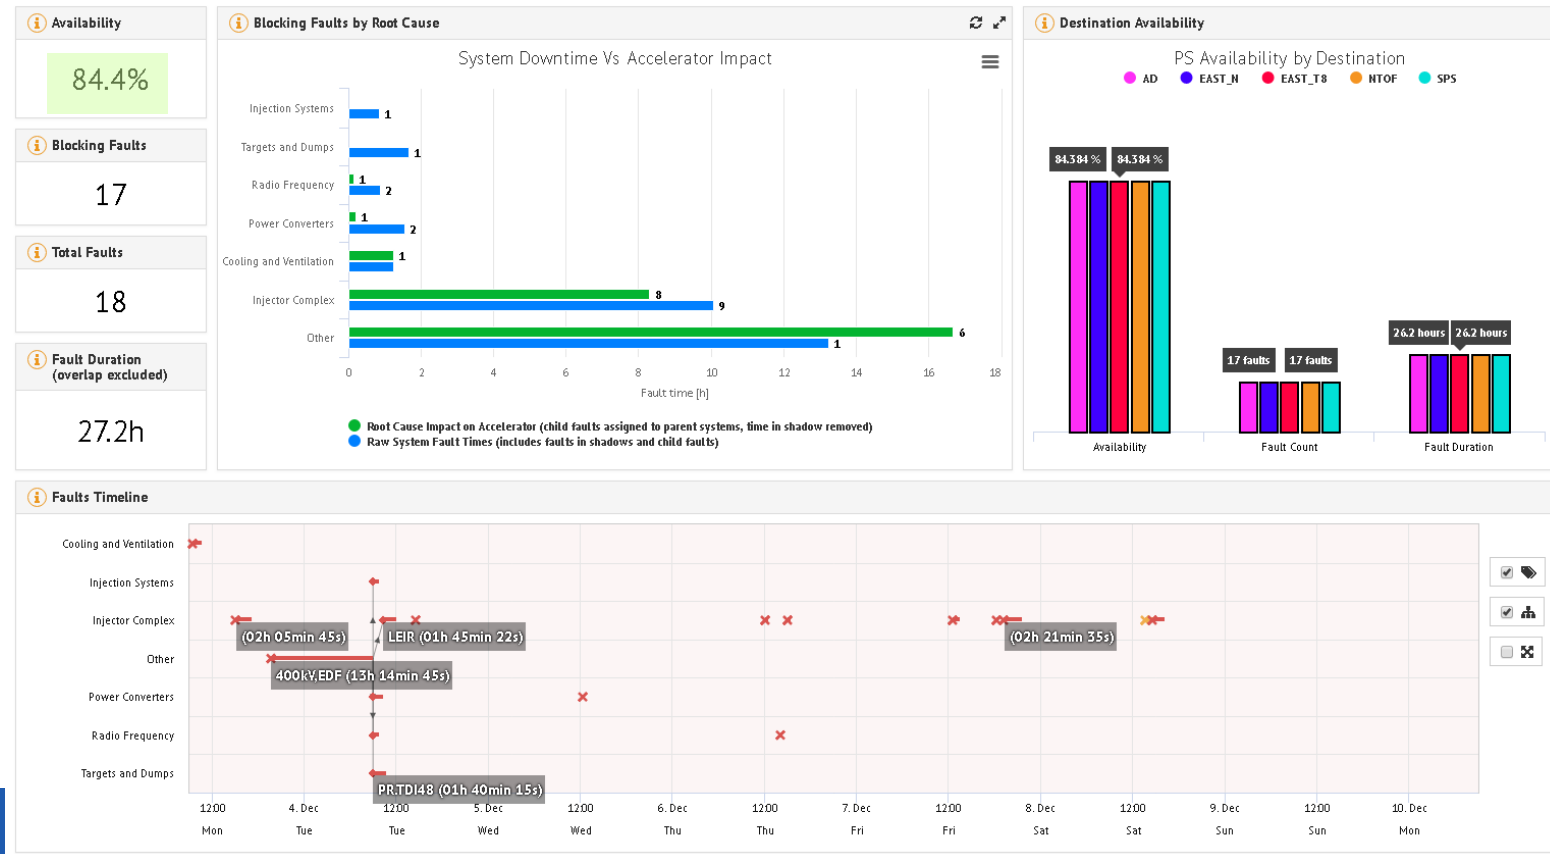 Availability
84.4%
Blocking Faults
17
Total Faults
18
Fault Duration
(overlap excluded)
27.2h
Blocking Faults by Root Cause
System Downtime Vs Accelerator Impact
Injection Systems
1
Targets and Dumps
1
Radio Frequency
1
2
Power Converters
1
2
Cooling and Ventilation
1
Injector Complex
8
9
Other
6
1
0 2 4 6 8 10 12 14 16 18
Fault time [h]
Root Cause Impact on Accelerator (child faults assigned to parent systems, time in shadow removed)
Raw System Fault Times (includes faults in shadows and child faults)
Destination Availability
PS Availability by Destination
AD EAST_N EAST_T8 NTOF SPS
84.384 % 84.384 %
17 faults 17 faults
26.2 hours 26.2 hours
Availability Fault Count Fault Duration
Faults Timeline
Cooling and Ventilation
Injection Systems
Injector Complex
(02h 05min 45s) LEIR (01h 45min 22s) (02h 21min 35s)
Other
400kV,EDF (13h 14min 45s)
Power Converters
Radio Frequency
Targets and Dumps
PR.TDI48 (01h 40min 15s)
12:00 4. Dec 12:00 5. Dec 12:00 6. Dec 12:00 7. Dec 12:00 8. Dec 12:00 9. Dec 12:00 10. Dec
Mon Tue Tue Wed Wed Thu Thu Fri Fri Sat Sat Sun Sun Mon